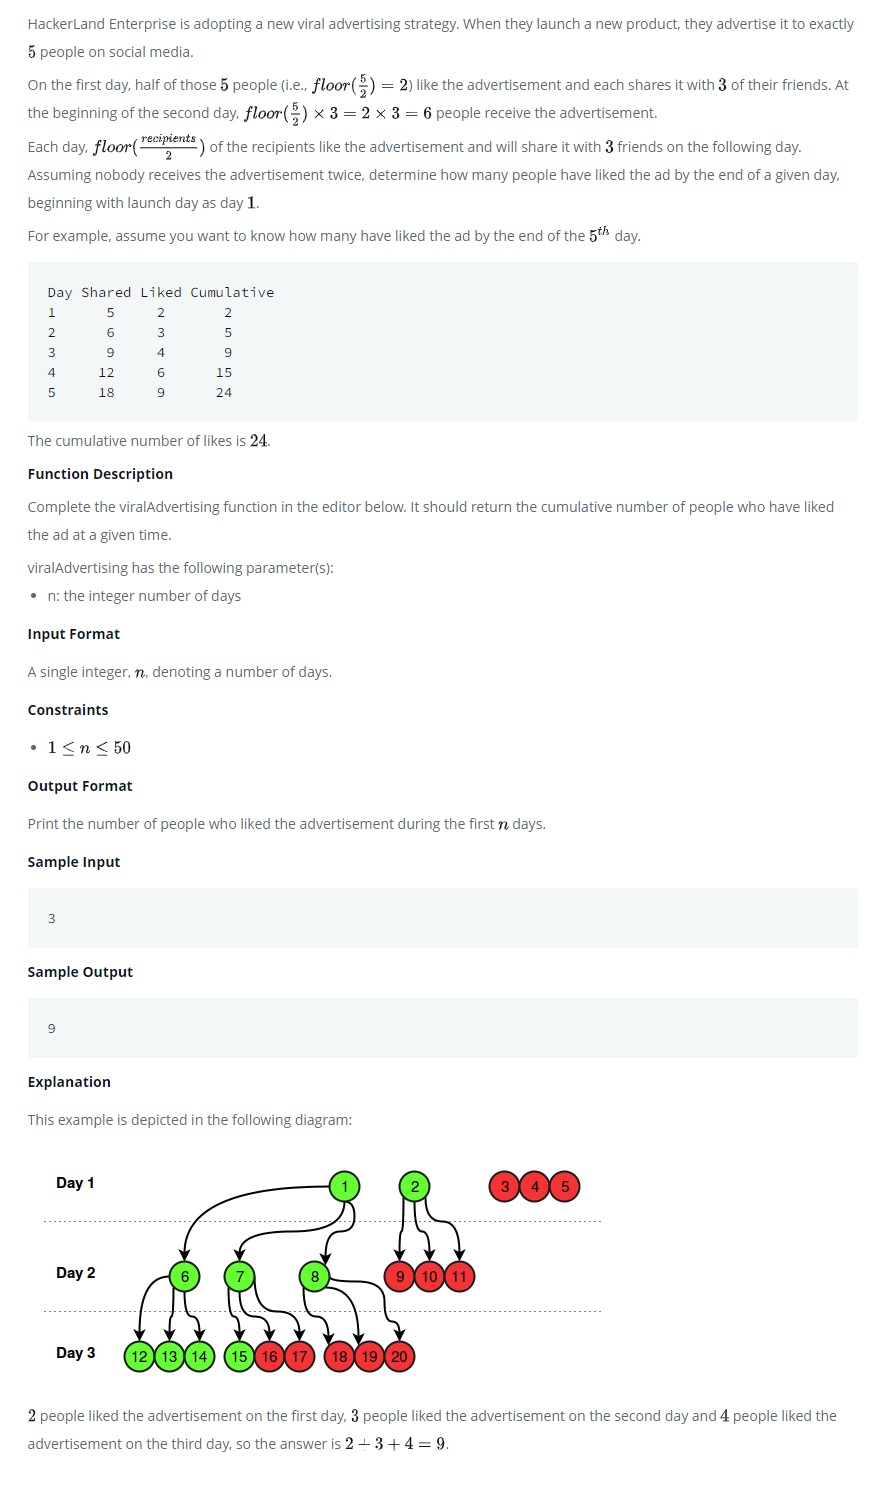 HackerLand Enterprise is adopting a new viral advertising strategy. When they launch a new product, they advertise it to exactly
5 people on social media.
On the first day, half of those 5 people (i.e., floor(5/2) = 2) like the advertisement and each shares it with 3 of their friends. At
the beginning of the second day, floor(5/2) × 3 = 2 × 3 = 6 people receive the advertisement.
Each day, floor(recipients/2) of the recipients like the advertisement and will share it with 3 friends on the following day.
Assuming nobody receives the advertisement twice, determine how many people have liked the ad by the end of a given day,
beginning with launch day as day 1.
For example, assume you want to know how many have liked the ad by the end of the 5th day.
Day Shared Liked Cumulative
1 5 2 2
2 6 3 5
3 9 4 9
4 12 6 15
5 18 9 24
The cumulative number of likes is 24.
Function Description
Complete the viralAdvertising function in the editor below. It should return the cumulative number of people who have liked
the ad at a given time.
viralAdvertising has the following parameter(s):
• n: the integer number of days
Input Format
A single integer, n, denoting a number of days.
Constraints
• 1 ≤ n ≤ 50
Output Format
Print the number of people who liked the advertisement during the first n days.
Sample Input
3
Sample Output
9
Explanation
This example is depicted in the following diagram:
Day 1 1 2 3 4 5
Day 2 6 7 8 9 10 11
Day 3 12 13 14 15 16 17 18 19 20
2 people liked the advertisement on the first day, 3 people liked the advertisement on the second day and 4 people liked the
advertisement on the third day, so the answer is 2 + 3 + 4 = 9.